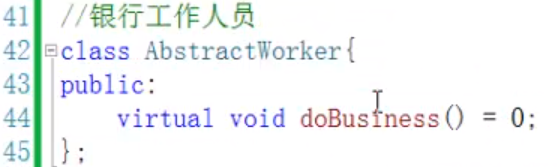 41 //银行工作人员
42 class AbstractWorker{
43 public:
44 virtual void doBusiness() = 0;
45 };